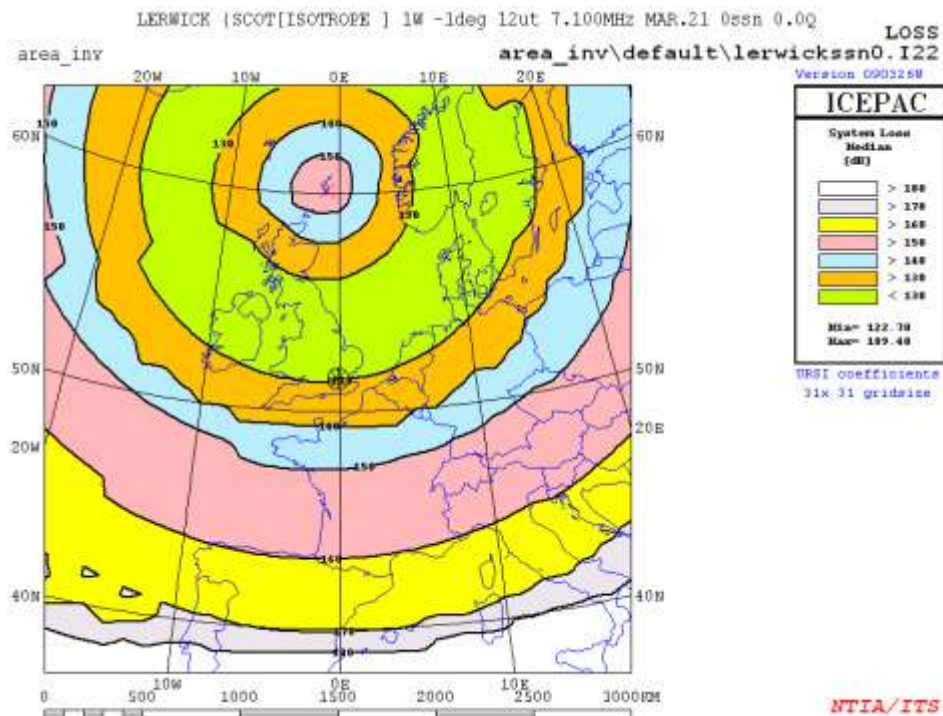 LERWICK (SCOT[ISOTROPE ] 1W -1deg 12ut 7.100MHz MAR.21 0ssn 0.0Q
LOSS
area_inv
area_inv\default\lerwickssn0.I22
Version 090326W
20W 10W 0E 10E 20E
ICEPAC
System Loss
Median
[dB]
> 180
> 170
> 160
> 150
> 140
> 130
< 130
Min= 122.78
Max= 189.48
URSI coefficients
31x 31 gridsize
60N 60N
150 130 140 150 130
150
50N 50N
130
20W 20E
140
150
160
40N 40N
170
180
10W 0E 10E
0 500 1000 1500 2000 2500 3000KM
NTIA/ITS